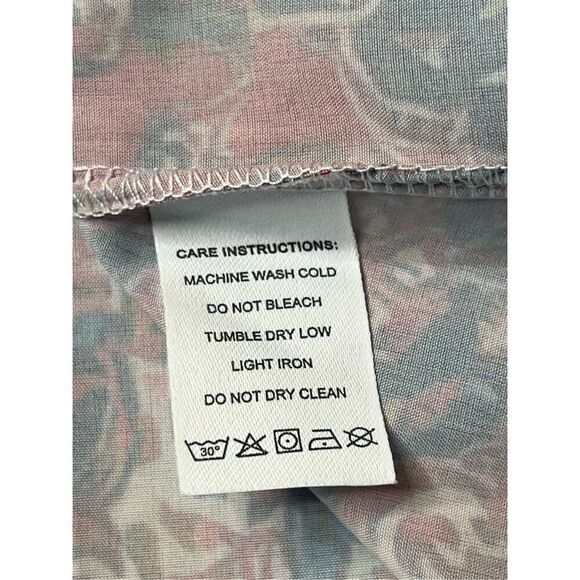 CARE INSTRUCTIONS:
MACHINE WASH COLD
DO NOT BLEACH
TUMBLE DRY LOW
LIGHT IRON
DO NOT DRY CLEAN
30°